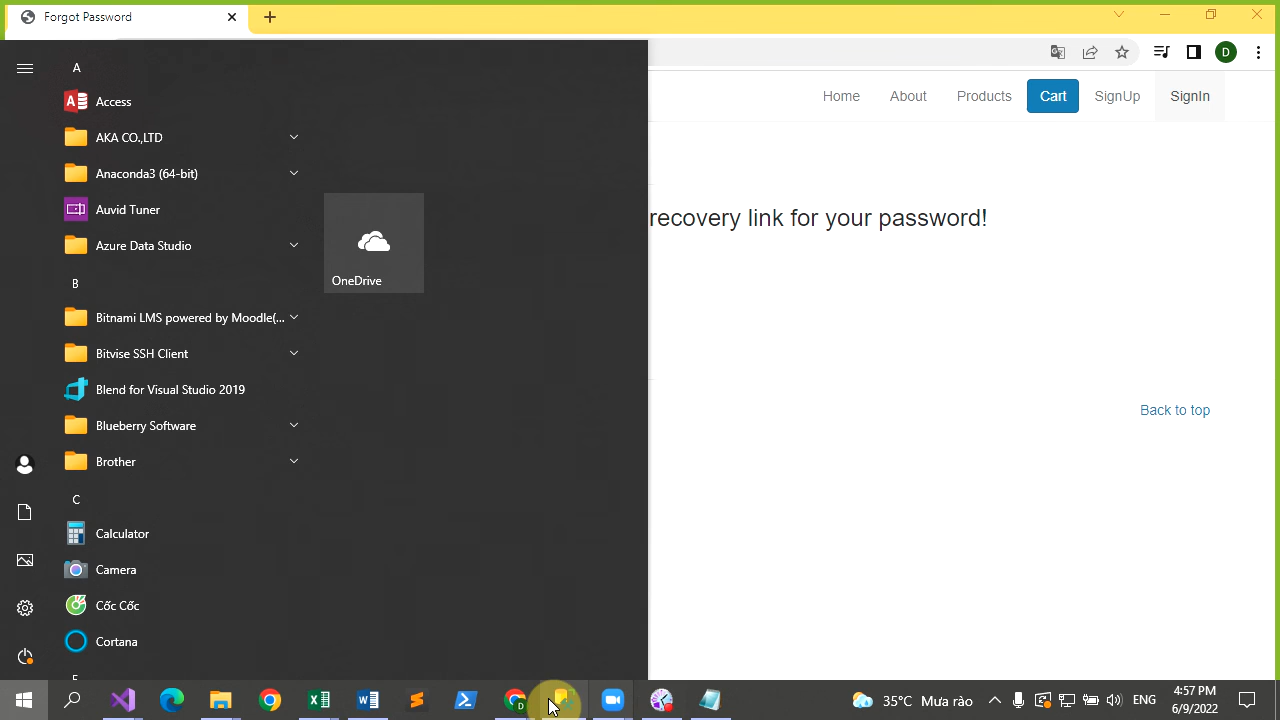 Forgot Password
A
Access
AKA CO.,LTD
Anaconda3 (64-bit)
Auvid Tuner
Azure Data Studio
B
Bitnami LMS powered by Moodle(...
Bitvise SSH Client
Blend for Visual Studio 2019
Blueberry Software
Brother
C
Calculator
Camera
Cốc Cốc
Cortana
OneDrive
D
Home
About
Products
Cart
SignUp
SignIn
recovery link for your password!
Back to top
35°C Mưa rào
ENG
4:57 PM
6/9/2022